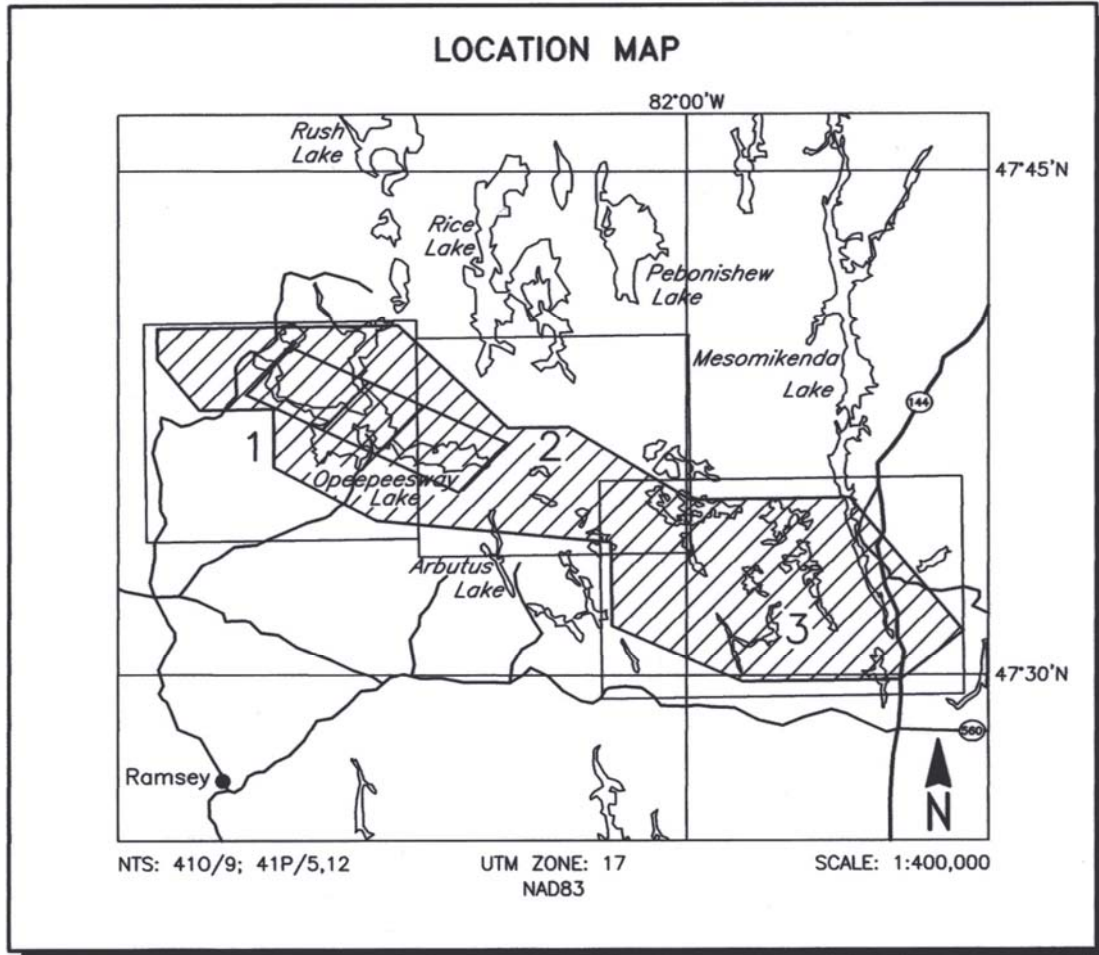 LOCATION MAP
82°00'W
Rush
Lake
47°45'N
Rice
Lake
Pebonishew
Lake
Mesomikenda
Lake
144
1
2
Opeepeesway
Lake
Arbutus
Lake
3
47°30'N
560
Ramsey
N
NTS: 41O/9; 41P/5,12
UTM ZONE: 17
SCALE: 1:400,000
NAD83